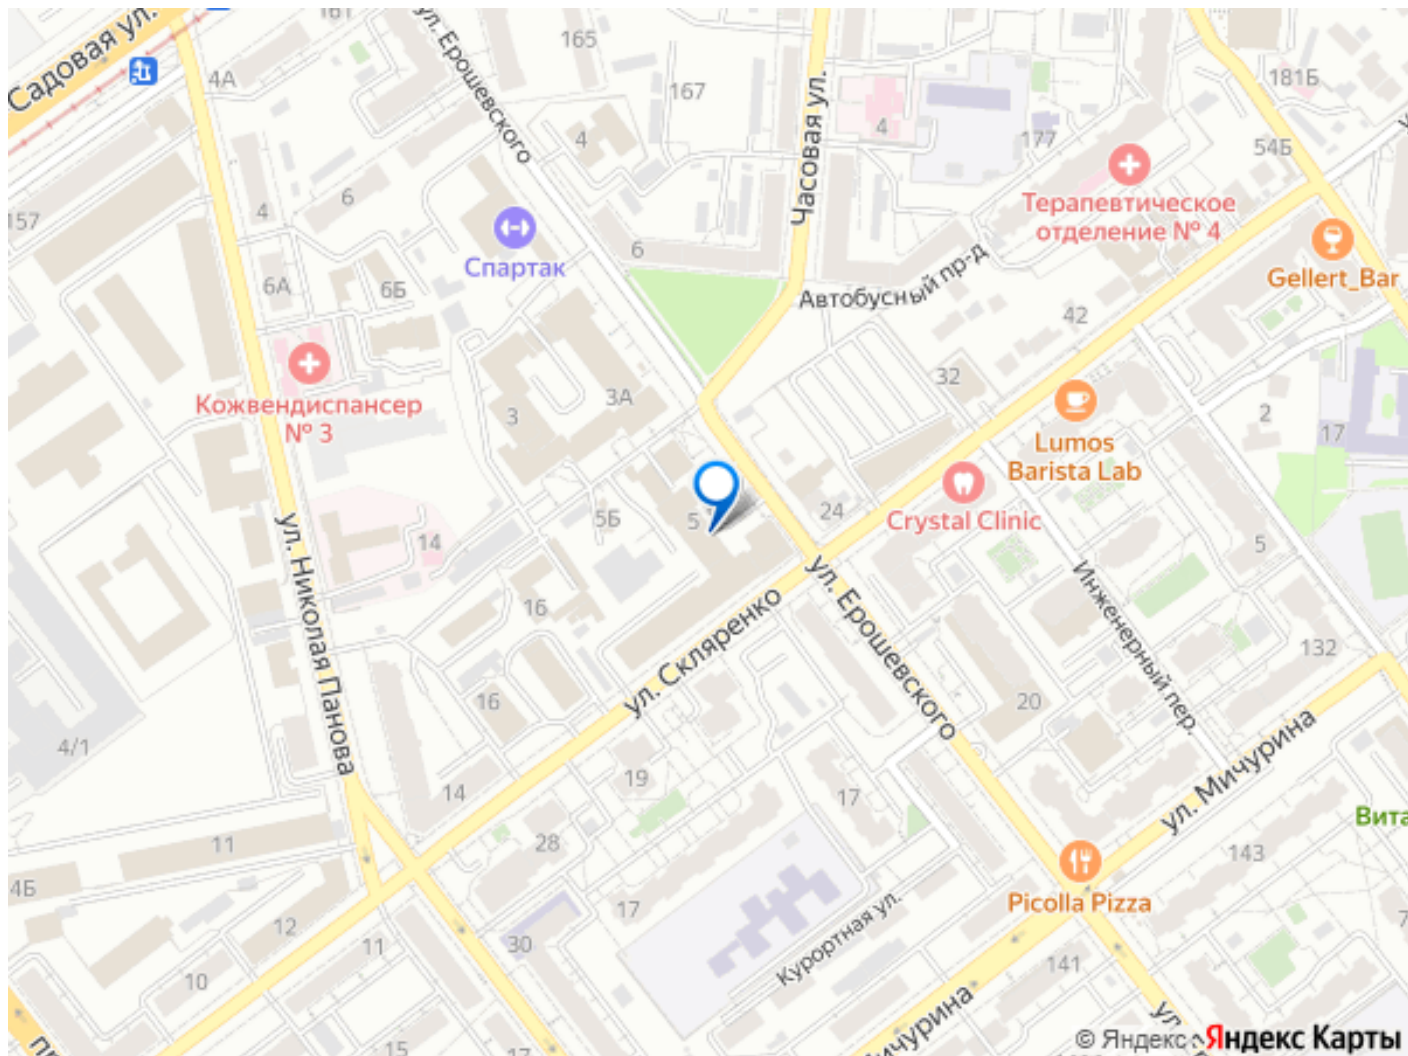 161
165
Садовая ул.
4А
ул. Ерошевского
167
Часовая ул.
4
177
181Б
54Б
4
Терапевтическое
отделение № 4
157
4
6
Спартак
6
Gellert_Bar
6А
6Б
Автобусный пр-д
42
Кожвендиспансер
№ 3
3
3А
32
2
17
Lumos
Barista Lab
Crystal Clinic
24
5
5Б
14
5
ул. Николая Панова
16
ул. Скляренко
ул. Ерошевского
Инженерный пер.
132
16
20
4/1
19
14
17
ул. Мичурина
Вита
11
28
143
4Б
17
Picolla Pizza
12
11
30
Курортная ул.
10
141
15
17
© Яндекс
Яндекс Карты